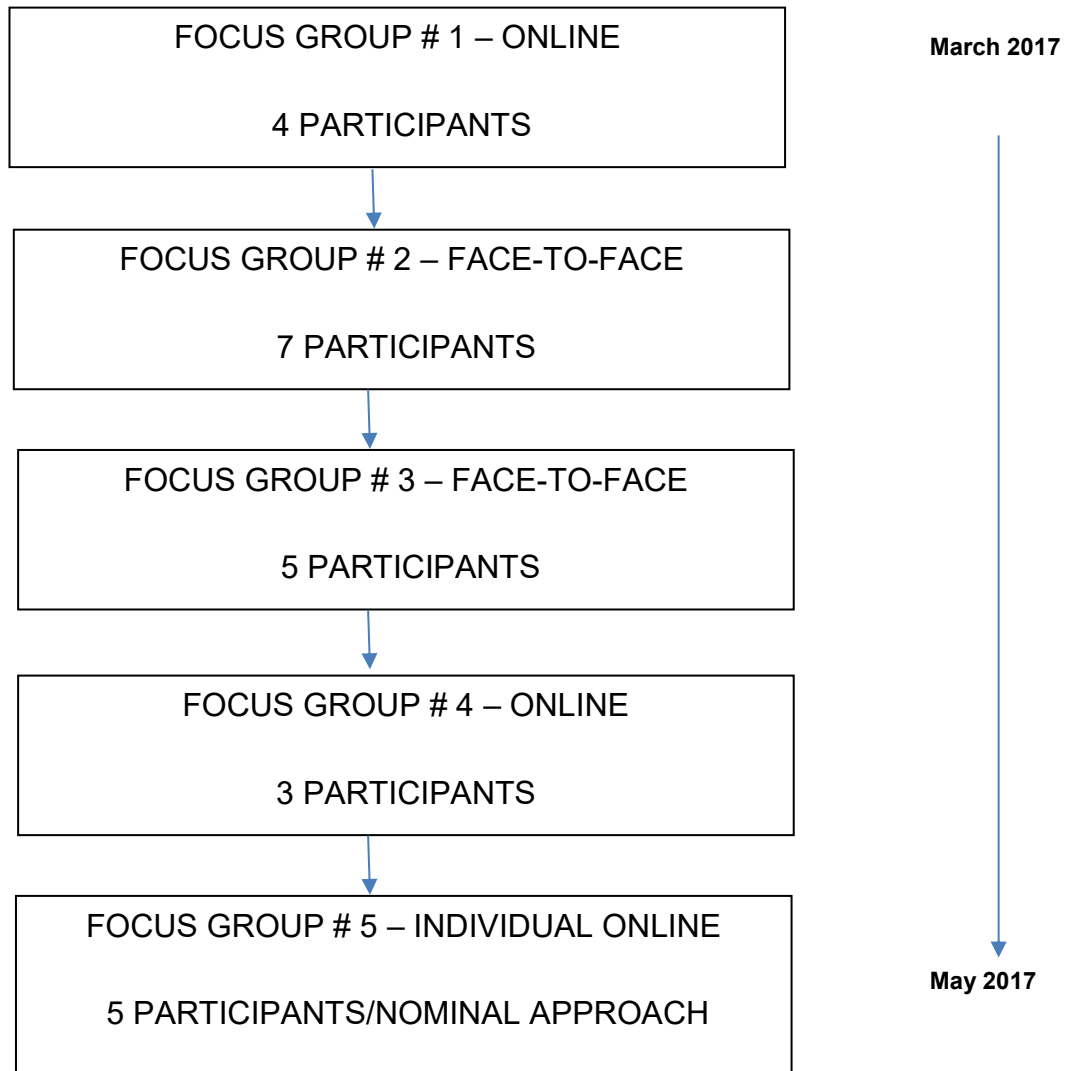 FOCUS GROUP # 1 – ONLINE
4 PARTICIPANTS
March 2017
FOCUS GROUP # 2 – FACE-TO-FACE
7 PARTICIPANTS
FOCUS GROUP # 3 – FACE-TO-FACE
5 PARTICIPANTS
FOCUS GROUP # 4 – ONLINE
3 PARTICIPANTS
FOCUS GROUP # 5 – INDIVIDUAL ONLINE
5 PARTICIPANTS/NOMINAL APPROACH
May 2017